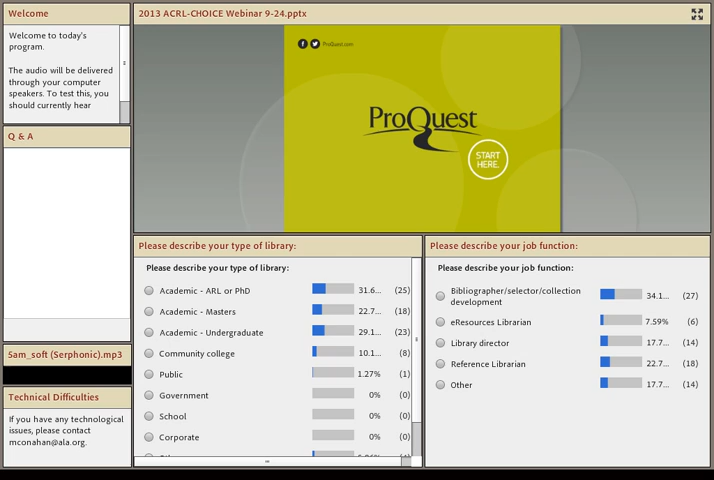 Welcome
Welcome to today's
program.
The audio will be delivered
through your computer
speakers. To test this, you
should currently hear
Q & A
5am_soft (Serphonic).mp3
Technical Difficulties
If you have any technological
issues, please contact
mconahan@ala.org.
2013 ACRL-CHOICE Webinar 9-24.pptx
ProQuest.com
ProQuest
START
HERE.
Please describe your type of library:
Please describe your type of library:
Academic - ARL or PhD 31.6... (25)
Academic - Masters 22.7... (18)
Academic - Undergraduate 29.1... (23)
Community college 10.1... (8)
Public 1.27% (1)
Government 0% (0)
School 0% (0)
Corporate 0% (0)
Please describe your job function:
Please describe your job function:
Bibliographer/selector/collection
development 34.1... (27)
eResources Librarian 7.59% (6)
Library director 17.7... (14)
Reference Librarian 22.7... (18)
Other 17.7... (14)